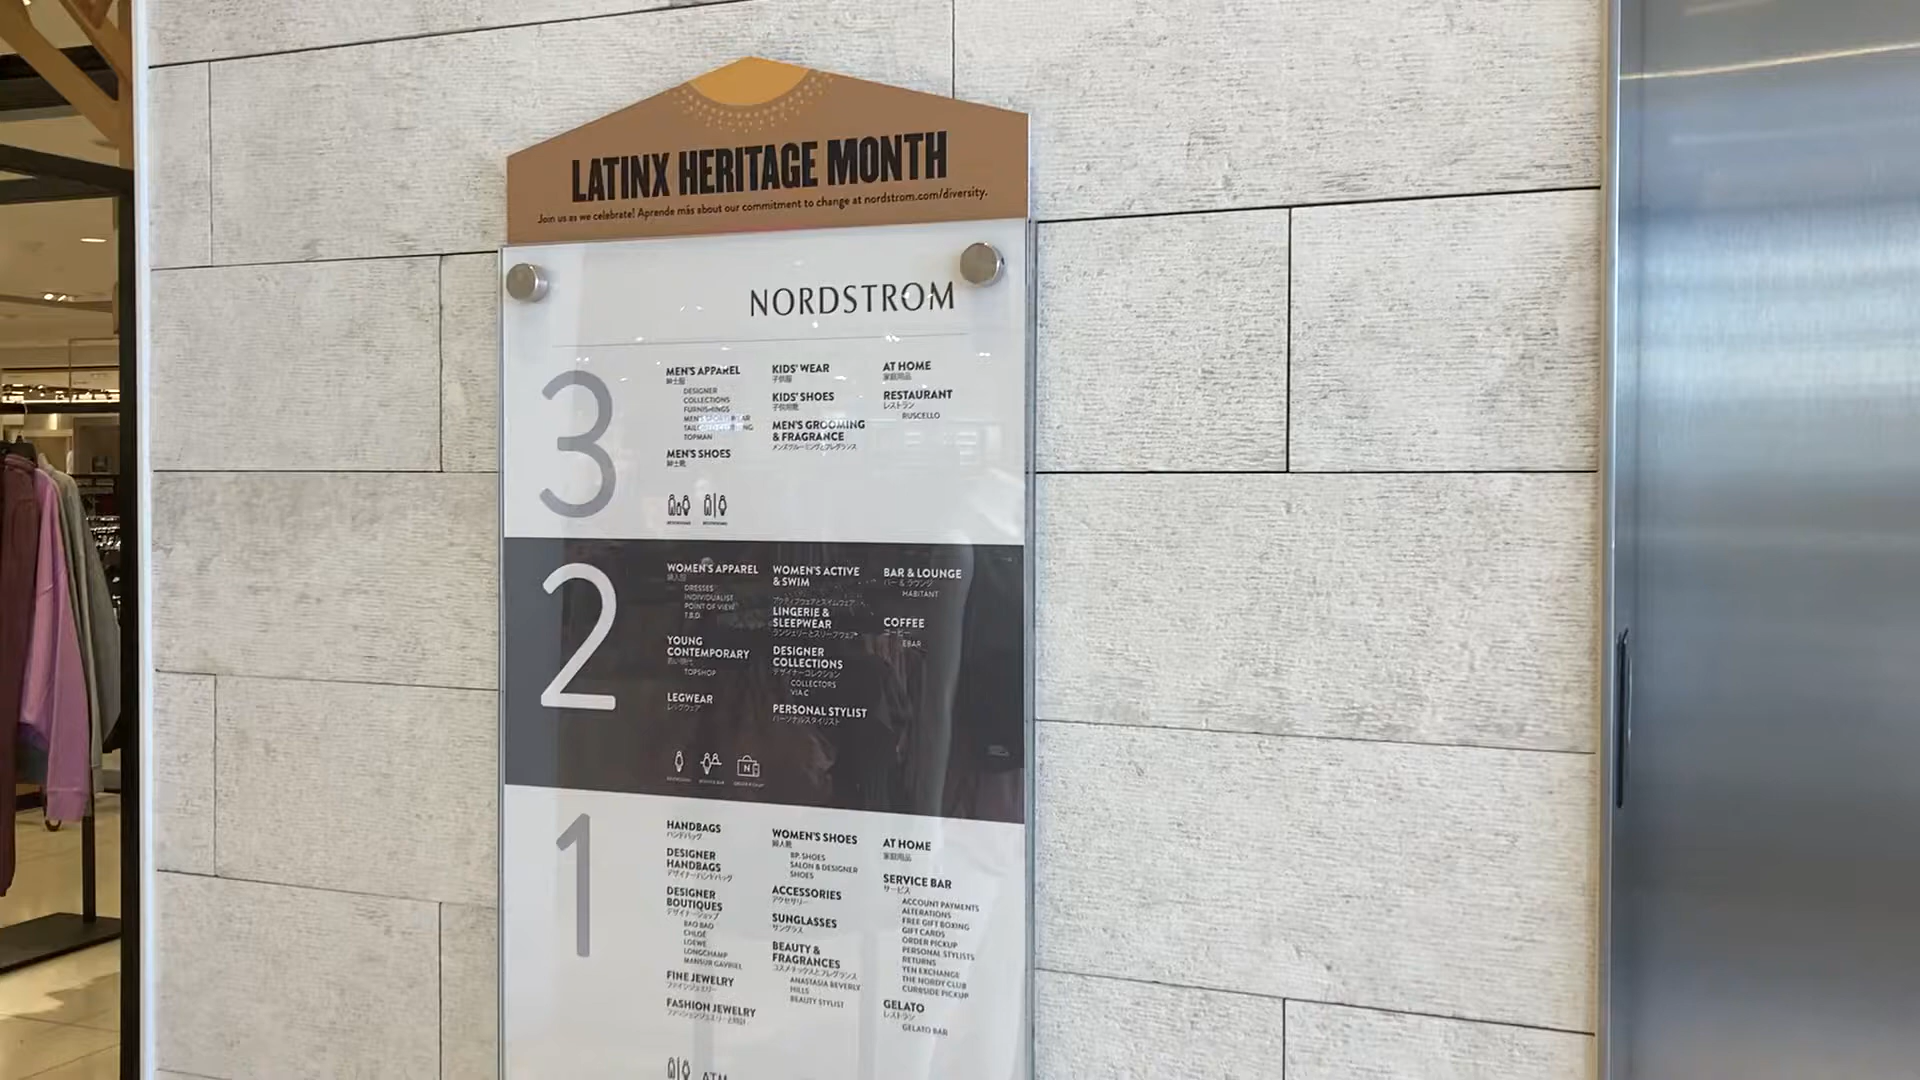 LATINX HERITAGE MONTH
Join us as we celebrate! Aprende más about our commitment to change at nordstrom.com/diversity.
NORDSTROM
3
MEN'S APPAREL
紳士服
DESIGNER
COLLECTIONS
FURNISHINGS
TOPMAN
MEN'S SHOES
紳士靴
KIDS' WEAR
子供服
KIDS' SHOES
子供用靴
MEN'S GROOMING
& FRAGRANCE
メンズグルーミングとフレグランス
AT HOME
家庭用品
RESTAURANT
レストラン
RUSCELLO
2
WOMEN'S APPAREL
婦人服
DRESSES
INDIVIDUALIST
POINT OF VIEW
T.B.D.
YOUNG
CONTEMPORARY
TOPSHOP
LEGWEAR
レッグウェア
WOMEN'S ACTIVE
& SWIM
アクティブウェアとスイムウェア
LINGERIE &
SLEEPWEAR
ランジェリーとスリープウェア
DESIGNER
COLLECTIONS
デザイナーコレクション
COLLECTORS
VIA C
PERSONAL STYLIST
パーソナルスタイリスト
BAR & LOUNGE
バー & ラウンジ
HABITANT
COFFEE
コーヒー
EBAR
1
HANDBAGS
ハンドバッグ
DESIGNER
HANDBAGS
デザイナーハンドバッグ
DESIGNER
BOUTIQUES
デザイナーショップ
BAO BAO
CHLOÉ
LOEWE
LONGCHAMP
MANSUR GAVRIEL
FINE JEWELRY
ファインジュエリー
FASHION JEWELRY
ファッションジュエリーと時計
WOMEN'S SHOES
婦人靴
BP. SHOES
SALON & DESIGNER
SHOES
ACCESSORIES
アクセサリー
SUNGLASSES
サングラス
BEAUTY &
FRAGRANCES
コスメチックスとフレグランス
ANASTASIA BEVERLY
HILLS
BEAUTY STYLIST
AT HOME
家庭用品
SERVICE BAR
サービス
ACCOUNT PAYMENTS
ALTERATIONS
FREE GIFT BOXING
GIFT CARDS
ORDER PICKUP
PERSONAL STYLISTS
RETURNS
YEN EXCHANGE
THE NORDY CLUB
CURBSIDE PICKUP
GELATO
レストラン
GELATO BAR
ATM